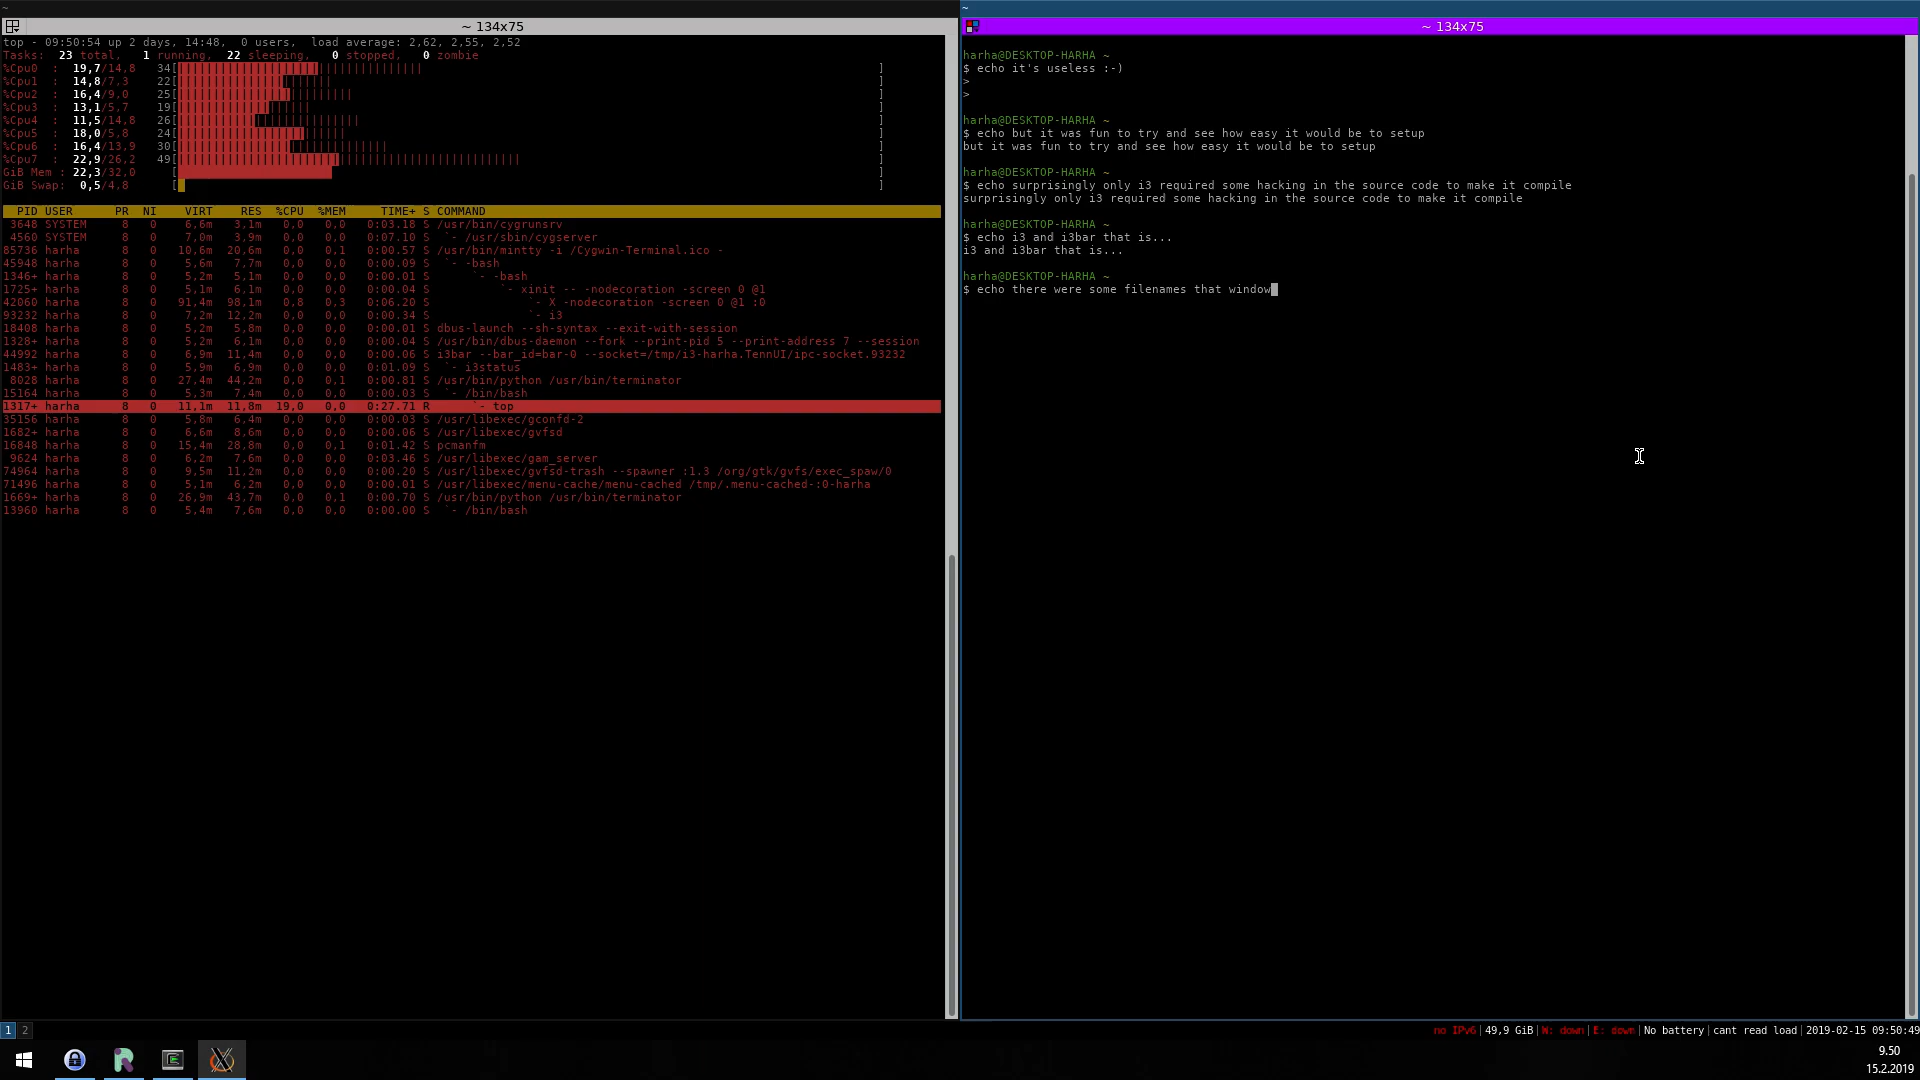 ~
~ 134x75
top - 09:50:54 up 2 days, 14:48,  0 users,  load average: 2,62, 2,55, 2,52
Tasks:  23 total,   1 running,  22 sleeping,   0 stopped,   0 zombie
%Cpu0  :  19,7/14,8   34[ ]
%Cpu1  :  14,8/7,3    22[ ]
%Cpu2  :  16,4/9,0    25[ ]
%Cpu3  :  13,1/5,7    19[ ]
%Cpu4  :  11,5/14,8   26[ ]
%Cpu5  :  18,0/5,8    24[ ]
%Cpu6  :  16,4/13,9   30[ ]
%Cpu7  :  22,9/26,2   49[ ]
GiB Mem : 22,3/32,0     [ ]
GiB Swap:  0,5/4,8      [ ]
PID USER PR NI VIRT RES %CPU %MEM TIME+ S COMMAND
3648 SYSTEM 8 0 6,6m 3,1m 0,0 0,0 0:03.18 S /usr/bin/cygrunsrv
4560 SYSTEM 8 0 7,0m 3,9m 0,0 0,0 0:07.10 S `- /usr/sbin/cygserver
85736 harha 8 0 10,6m 20,6m 0,0 0,1 0:00.57 S /usr/bin/mintty -i /Cygwin-Terminal.ico -
45948 harha 8 0 5,6m 7,7m 0,0 0,0 0:00.09 S `- -bash
1346+ harha 8 0 5,2m 5,1m 0,0 0,0 0:00.01 S `- -bash
1725+ harha 8 0 5,1m 6,1m 0,0 0,0 0:00.04 S `- xinit -- -nodecoration -screen 0 @1
42060 harha 8 0 91,4m 98,1m 0,8 0,3 0:06.20 S `- X -nodecoration -screen 0 @1 :0
93232 harha 8 0 7,2m 12,2m 0,0 0,0 0:00.34 S `- i3
18408 harha 8 0 5,2m 5,8m 0,0 0,0 0:00.01 S dbus-launch --sh-syntax --exit-with-session
1328+ harha 8 0 5,2m 6,1m 0,0 0,0 0:00.04 S /usr/bin/dbus-daemon --fork --print-pid 5 --print-address 7 --session
44992 harha 8 0 6,9m 11,4m 0,0 0,0 0:00.06 S i3bar --bar_id=bar-0 --socket=/tmp/i3-harha.TennUI/ipc-socket.93232
1483+ harha 8 0 5,9m 6,9m 0,0 0,0 0:01.09 S `- i3status
8028 harha 8 0 27,4m 44,2m 0,0 0,1 0:00.81 S /usr/bin/python /usr/bin/terminator
15164 harha 8 0 5,3m 7,4m 0,0 0,0 0:00.01 S `- /bin/bash
1317+ harha 8 0 11,1m 11,8m 19,0 0,0 0:27.71 R `- top
35156 harha 8 0 5,8m 6,4m 0,0 0,0 0:00.03 S /usr/libexec/gconfd-2
1682+ harha 8 0 6,6m 8,6m 0,0 0,0 0:00.06 S /usr/libexec/gvfsd
16848 harha 8 0 15,4m 28,8m 0,0 0,1 0:01.42 S pcmanfm
9624 harha 8 0 6,2m 7,6m 0,0 0,0 0:03.46 S /usr/libexec/gam_server
74964 harha 8 0 9,5m 11,2m 0,0 0,0 0:00.20 S /usr/libexec/gvfsd-trash --spawner :1.3 /org/gtk/gvfs/exec_spaw/0
71496 harha 8 0 5,1m 6,2m 0,0 0,0 0:00.01 S /usr/libexec/menu-cache/menu-cached /tmp/.menu-cached-:0-harha
1669+ harha 8 0 26,9m 43,7m 0,0 0,1 0:00.70 S /usr/bin/python /usr/bin/terminator
13960 harha 8 0 5,4m 7,6m 0,0 0,0 0:00.00 S `- /bin/bash
~
~ 134x75
harha@DESKTOP-HARHA ~
$ echo it's useless :-)
>
>
harha@DESKTOP-HARHA ~
$ echo but it was fun to try and see how easy it would be to setup
but it was fun to try and see how easy it would be to setup
harha@DESKTOP-HARHA ~
$ echo surprisingly only i3 required some hacking in the source code to make it compile
surprisingly only i3 required some hacking in the source code to make it compile
harha@DESKTOP-HARHA ~
$ echo i3 and i3bar that is...
i3 and i3bar that is...
harha@DESKTOP-HARHA ~
$ echo there were some filenames that window
1 2
no IPv6|49,9 GiB|W: down|E: down|No battery|cant read load|2019-02-15 09:50:49
9.50
15.2.2019